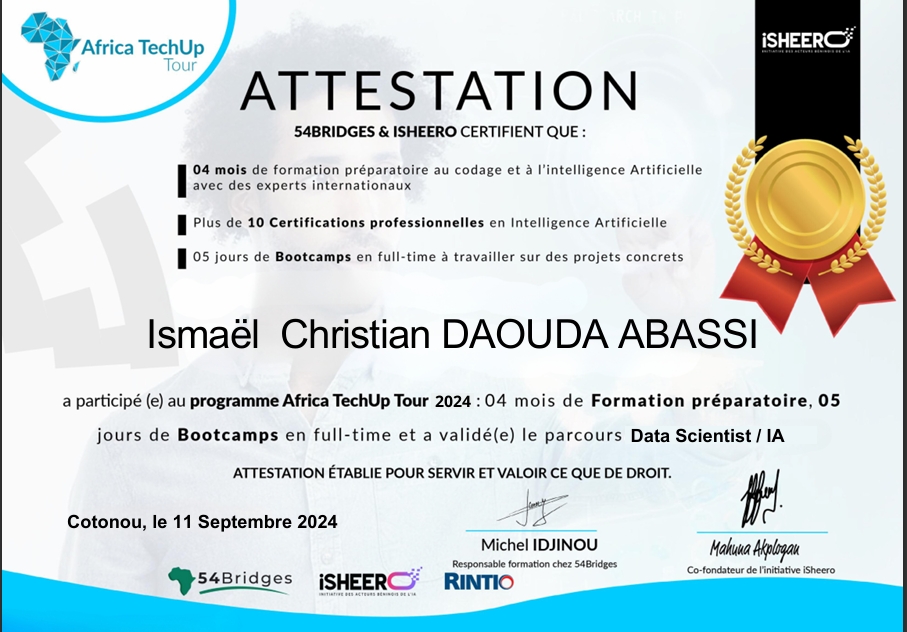 Africa TechUp
Tour
iSHEERO
INITIATIVE DES ACTEURS BÉNINOIS DE L'IA
ATTESTATION
54BRIDGES & ISHEERO CERTIFIENT QUE :
04 mois de formation préparatoire au codage et à l'intelligence Artificielle
avec des experts internationaux
Plus de 10 Certifications professionnelles en Intelligence Artificielle
05 jours de Bootcamps en full-time à travailler sur des projets concrets
Ismaël Christian DAOUDA ABASSI
a participé (e) au programme Africa TechUp Tour 2024 : 04 mois de Formation préparatoire, 05
jours de Bootcamps en full-time et a validé(e) le parcours Data Scientist / IA
ATTESTATION ÉTABLIE POUR SERVIR ET VALOIR CE QUE DE DROIT.
Cotonou, le 11 Septembre 2024
Michel IDJINOU
Responsable formation chez 54Bridges
Mahuna Akplogan
Co-fondateur de l'initiative iSheero
54Bridges
iSHEERO
INITIATIVE DES ACTEURS BÉNINOIS DE L'IA
RINTIO